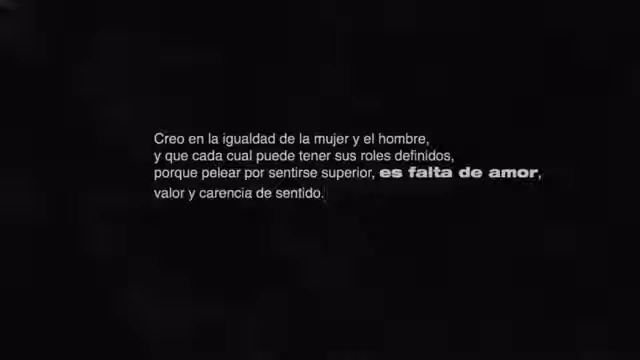 Creo en la igualdad de la mujer y el hombre,
y que cada cual puede tener sus roles definidos,
porque pelear por sentirse superior, es falta de amor,
valor y carencia de sentido.